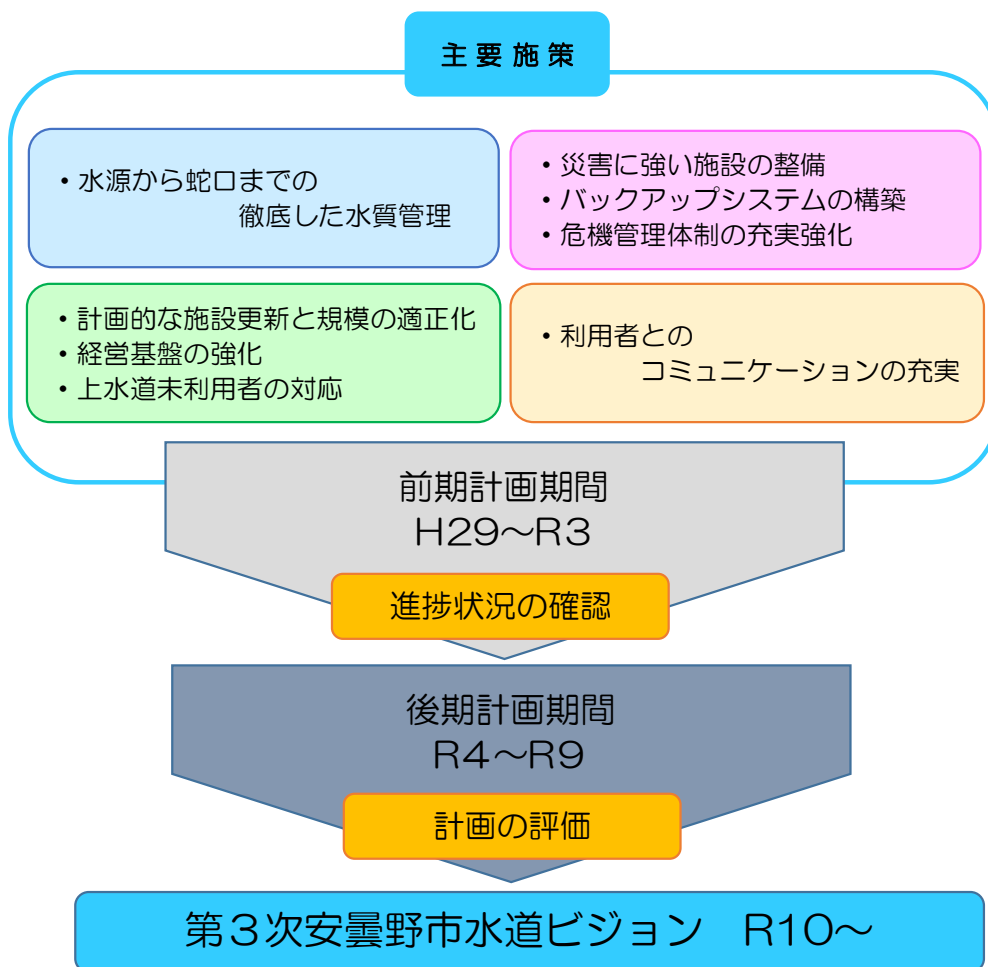 主要施策
・水源から蛇口までの
徹底した水質管理
・災害に強い施設の整備
・バックアップシステムの構築
・危機管理体制の充実強化
・計画的な施設更新と規模の適正化
・経営基盤の強化
・上水道未利用者の対応
・利用者との
コミュニケーションの充実
前期計画期間
H29~R3
進捗状況の確認
後期計画期間
R4~R9
計画の評価
第3次安曇野市水道ビジョン R10~